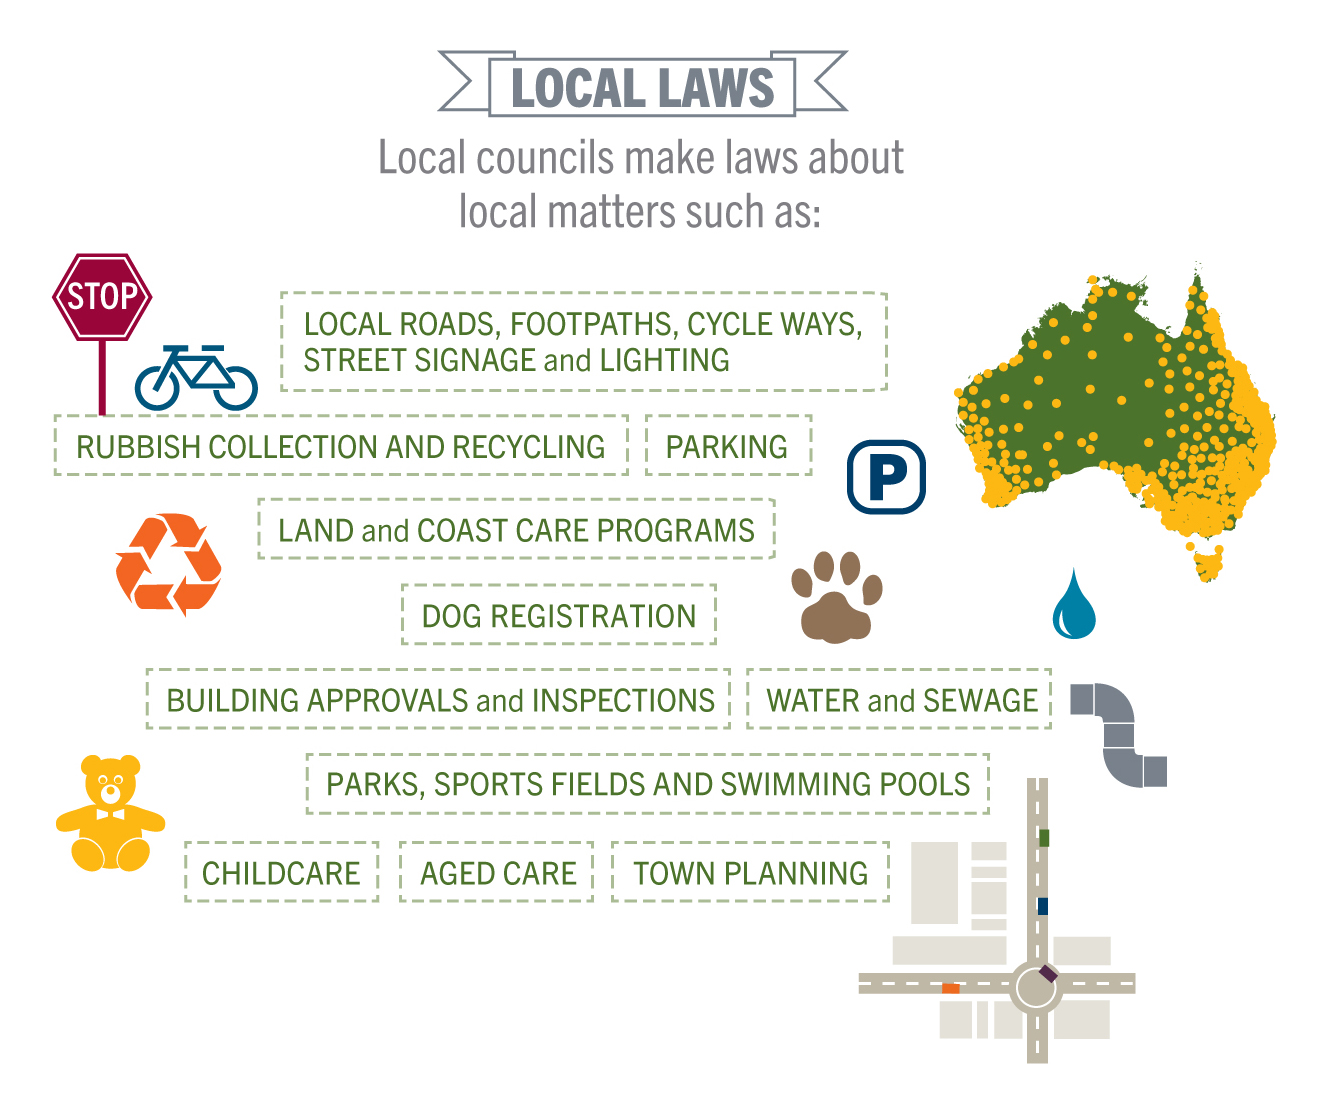 LOCAL LAWS
Local councils make laws about
local matters such as:
STOP
LOCAL ROADS, FOOTPATHS, CYCLE WAYS,
STREET SIGNAGE and LIGHTING
RUBBISH COLLECTION AND RECYCLING
PARKING
P
LAND and COAST CARE PROGRAMS
DOG REGISTRATION
BUILDING APPROVALS and INSPECTIONS
WATER and SEWAGE
PARKS, SPORTS FIELDS AND SWIMMING POOLS
CHILDCARE
AGED CARE
TOWN PLANNING